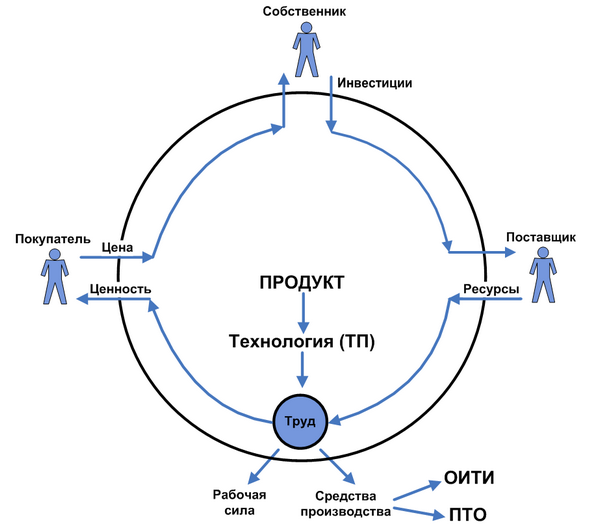 Собственник
Инвестиции
Покупатель
Цена
Поставщик
Ценность
Ресурсы
ПРОДУКТ
Технология (ТП)
Труд
Рабочая
сила
Средства
производства
ОИТИ
ПТО